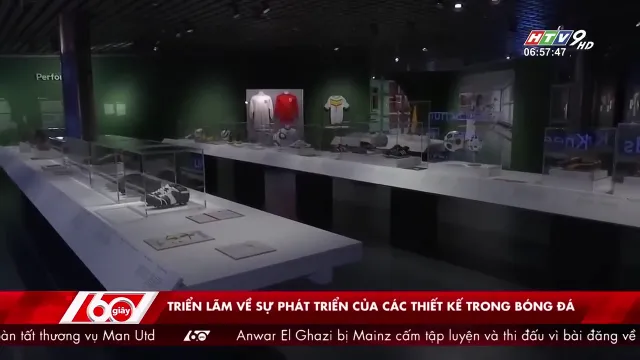 HTV9 HD
06:57:47
Perfo
60 giây
TRIỂN LÃM VỀ SỰ PHÁT TRIỂN CỦA CÁC THIẾT KẾ TRONG BÓNG ĐÁ
àn tất thương vụ Man Utd 60 Anwar El Ghazi bị Mainz cấm tập luyện và thi đấu vì bài đăng về